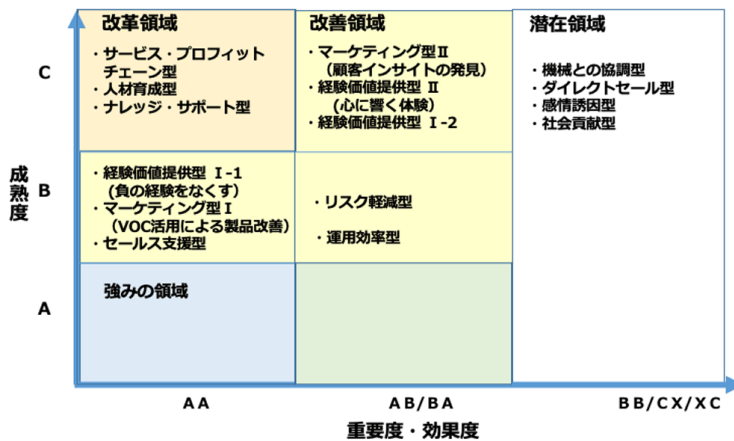 改革領域
・サービス・プロフィット
チェーン型
・人材育成型
・ナレッジ・サポート型
改善領域
・マーケティング型Ⅱ
(顧客インサイトの発見)
・経験価値提供型 Ⅱ
(心に響く体験)
・経験価値提供型 Ⅰ-2
潜在領域
・機械との協調型
・ダイレクトセール型
・感情誘因型
・社会貢献型
C
成熟度
B
・経験価値提供型 Ⅰ-1
(負の経験をなくす)
・マーケティング型Ⅰ
(VOC活用による製品改善)
・セールス支援型
・リスク軽減型
・運用効率型
A
強みの領域
AA
AB/BA
BB/CX/XC
重要度・効果度